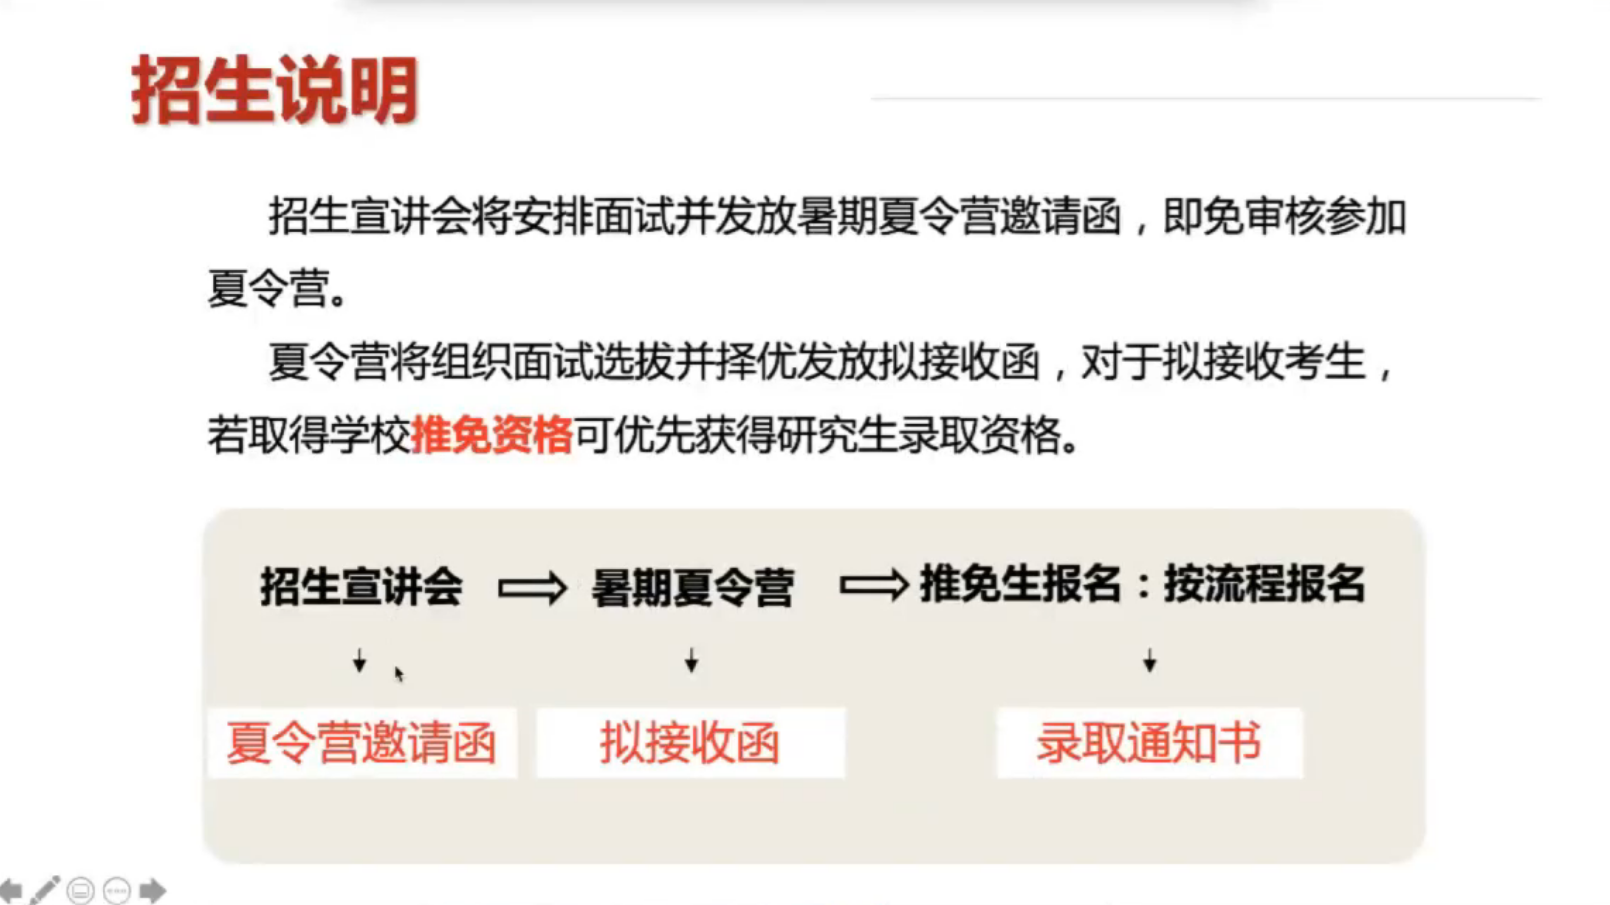 招生说明
招生宣讲会将安排面试并发放暑期夏令营邀请函，即免审核参加
夏令营。
夏令营将组织面试选拔并择优发放拟接收函，对于拟接收考生，
若取得学校推免资格可优先获得研究生录取资格。
招生宣讲会 暑期夏令营 推免生报名：按流程报名
夏令营邀请函 拟接收函 录取通知书